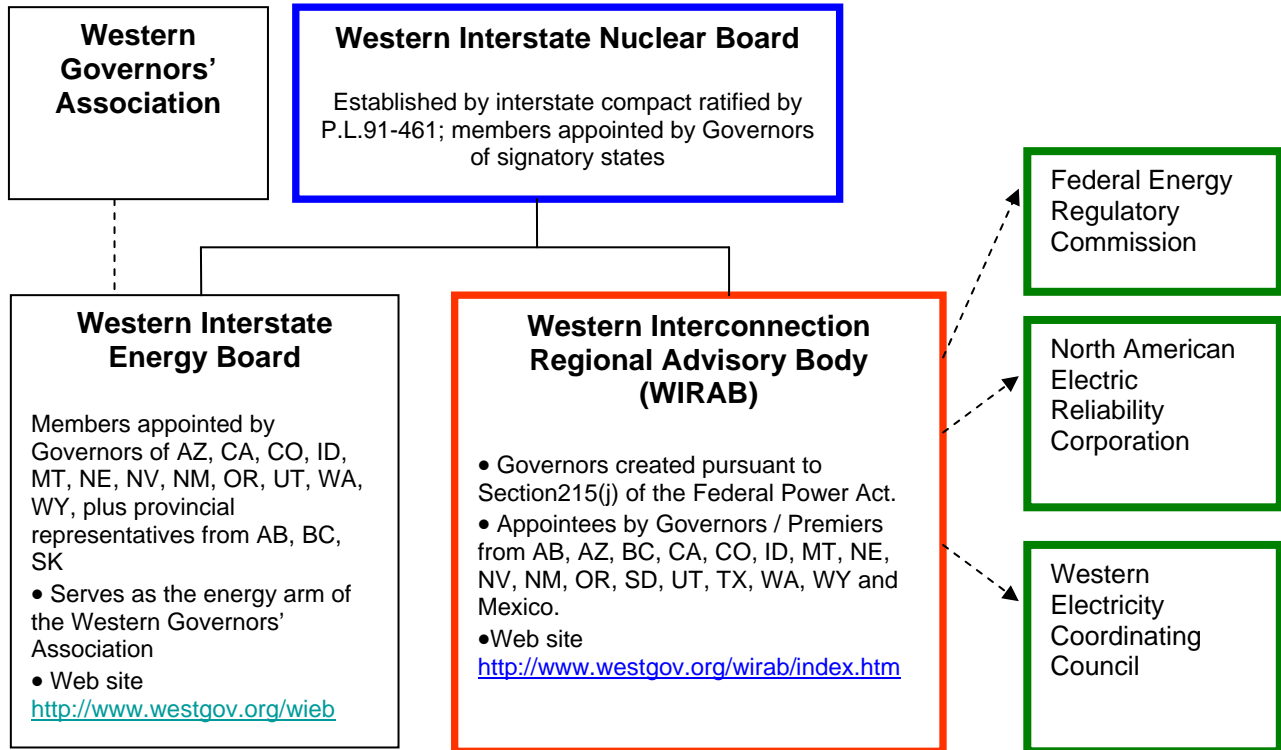 Western
Governors’
Association
Western Interstate Nuclear Board
Established by interstate compact ratified by
P.L.91-461; members appointed by Governors
of signatory states
Western Interstate
Energy Board
Members appointed by
Governors of AZ, CA, CO, ID,
MT, NE, NV, NM, OR, UT, WA,
WY, plus provincial
representatives from AB, BC,
SK
• Serves as the energy arm of
the Western Governors’
Association
• Web site
http://www.westgov.org/wieb
Western Interconnection
Regional Advisory Body
(WIRAB)
• Governors created pursuant to
Section215(j) of the Federal Power Act.
• Appointees by Governors / Premiers
from AB, AZ, BC, CA, CO, ID, MT, NE,
NV, NM, OR, SD, UT, TX, WA, WY and
Mexico.
•Web site
http://www.westgov.org/wirab/index.htm
Federal Energy
Regulatory
Commission
North American
Electric
Reliability
Corporation
Western
Electricity
Coordinating
Council